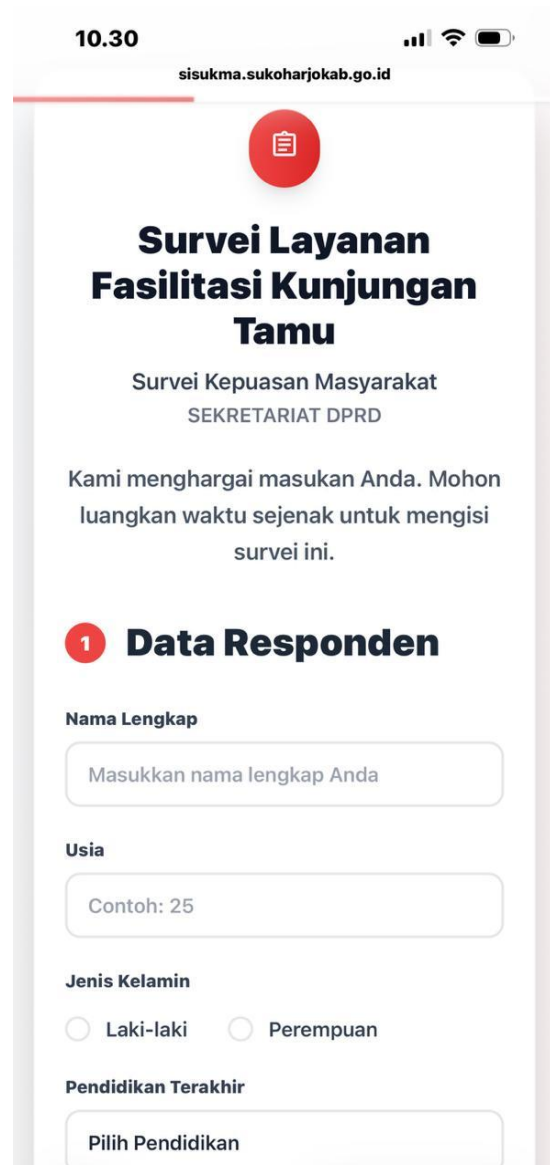 10.30
sisukma.sukoharjokab.go.id
Survei Layanan
Fasilitasi Kunjungan
Tamu
Survei Kepuasan Masyarakat
SEKRETARIAT DPRD
Kami menghargai masukan Anda. Mohon
luangkan waktu sejenak untuk mengisi
survei ini.
1 Data Responden
Nama Lengkap
Masukkan nama lengkap Anda
Usia
Contoh: 25
Jenis Kelamin
Laki-laki Perempuan
Pendidikan Terakhir
Pilih Pendidikan